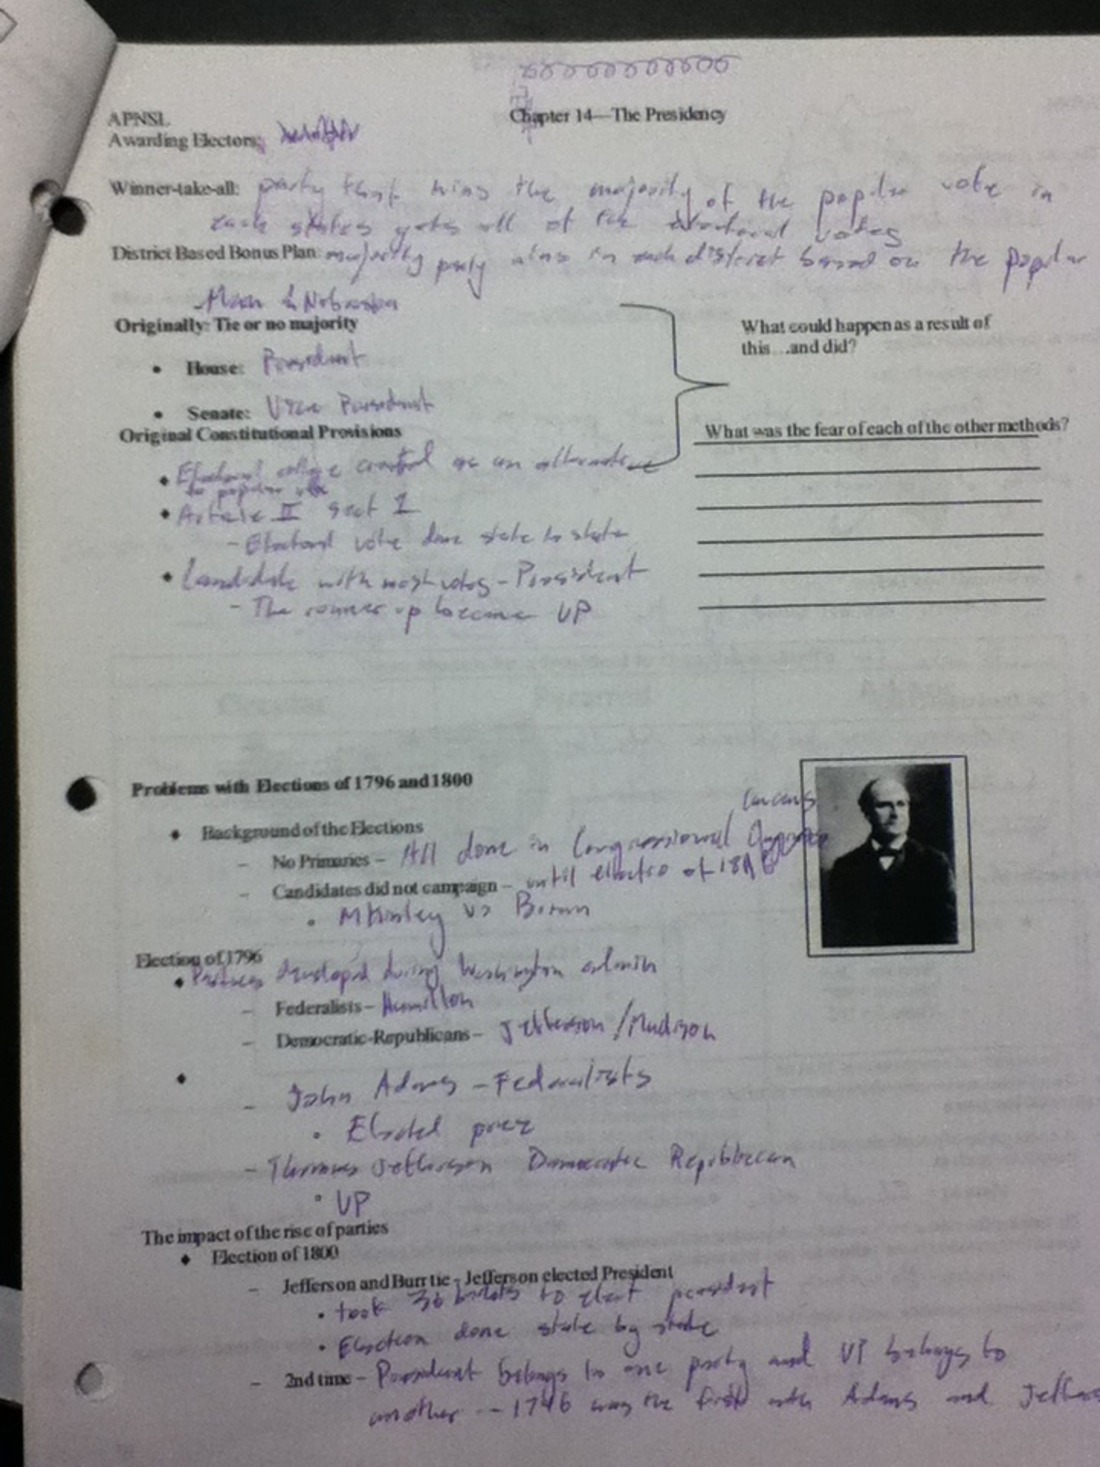 APNSL
Chapter 14—The Presidency
Awarding Electors:
Winner-take-all: party that wins the majority of the popular vote in
each states gets all of the electoral votes
District Based Bonus Plan: majority party wins in each district based on the popular
- & Nebraska
Originally: Tie or no majority
• House: President
• Senate: Vice President
What could happen as a result of
this…and did?
Original Constitutional Provisions
What was the fear of each of the other methods?
• Electoral college created as an alternative
to popular vote
• Article II sect 1
- Electoral vote done state to state
• Candidate with most votes - President
- The runner up became VP
Problems with Elections of 1796 and 1800
Caucus
• Background of the Elections
– No Primaries – All done in Congressional
– Candidates did not campaign – until of 1896
• McKinley vs
Election of 1796
• Parties developed during Washington admin
– Federalists – Hamilton
– Democratic-Republicans – Jefferson / Madison
– John Adams - Federalists
• Elected prez
- Thomas Jefferson Democratic Republican
• VP
The impact of the rise of parties
• Election of 1800
– Jefferson and Burr tie - Jefferson elected President
• took 36 ballots to elect president
• Election done state by state
– 2nd time – President belongs to one party and VP belongs to
another - was the first with Adams and